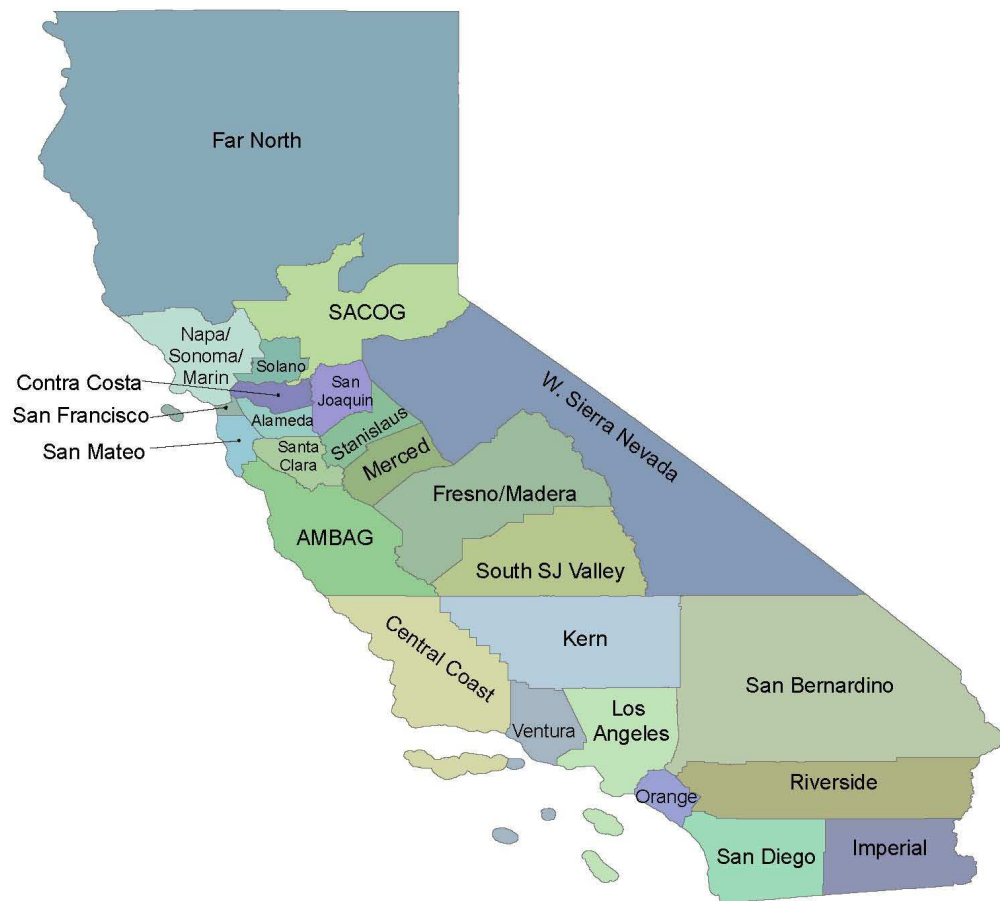 Far North
SACOG
Napa/
Sonoma/
Marin
Solano
Contra Costa
San
Joaquin
W. Sierra Nevada
San Francisco
Alameda
Stanislaus
San Mateo
Santa
Clara
Merced
Fresno/Madera
AMBAG
South SJ Valley
Central Coast
Kern
San Bernardino
Los
Angeles
Ventura
Riverside
Orange
San Diego
Imperial